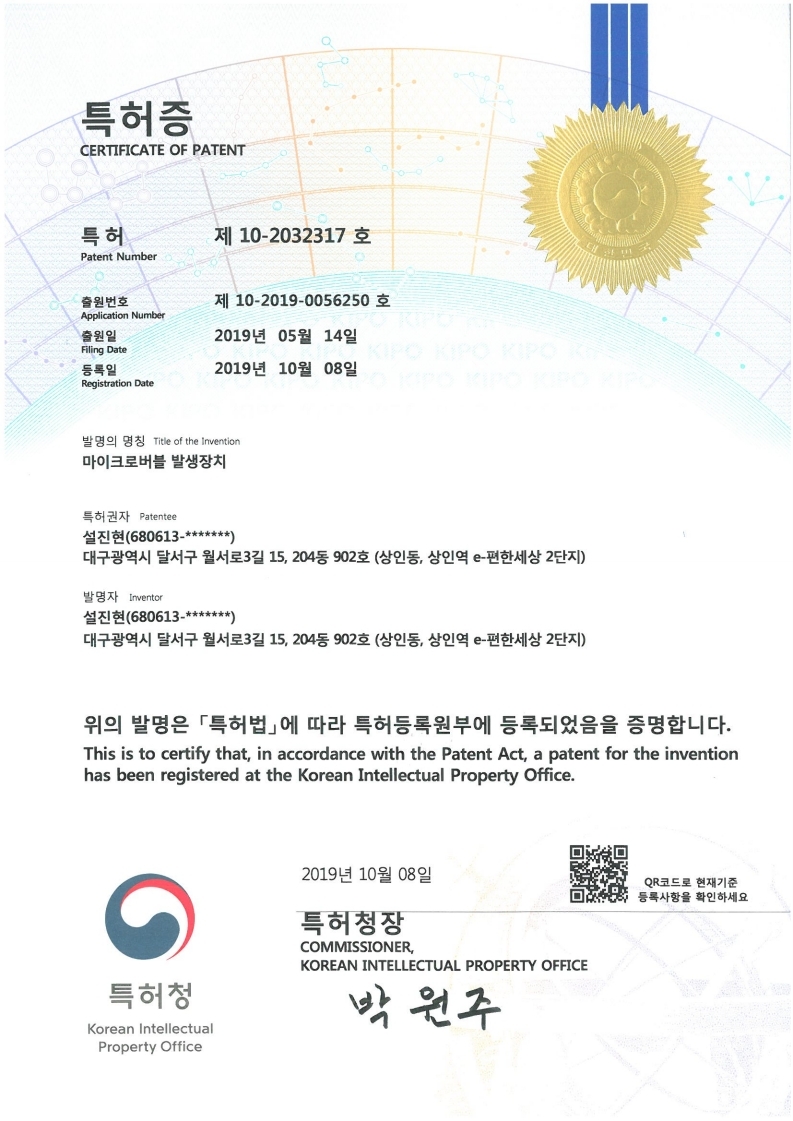 특허증
CERTIFICATE OF PATENT
특허 제 10-2032317 호
Patent Number
출원번호 제 10-2019-0056250 호
Application Number
출원일 2019년 05월 14일
Filing Date
등록일 2019년 10월 08일
Registration Date
KIPO KIPO KIPO KIPO KIPO KIPO
발명의 명칭 Title of the Invention
마이크로버블 발생장치
특허권자 Patentee
설진현(680613-*******)
대구광역시 달서구 월서로3길 15, 204동 902호 (상인동, 상인역 e-편한세상 2단지)
발명자 Inventor
설진현(680613-*******)
대구광역시 달서구 월서로3길 15, 204동 902호 (상인동, 상인역 e-편한세상 2단지)
위의 발명은 「특허법」에 따라 특허등록원부에 등록되었음을 증명합니다.
This is to certify that, in accordance with the Patent Act, a patent for the invention
has been registered at the Korean Intellectual Property Office.
2019년 10월 08일
QR코드로 현재기준
등록사항을 확인하세요
특허청장
COMMISSIONER,
KOREAN INTELLECTUAL PROPERTY OFFICE
박원주
특허청
Korean Intellectual
Property Office